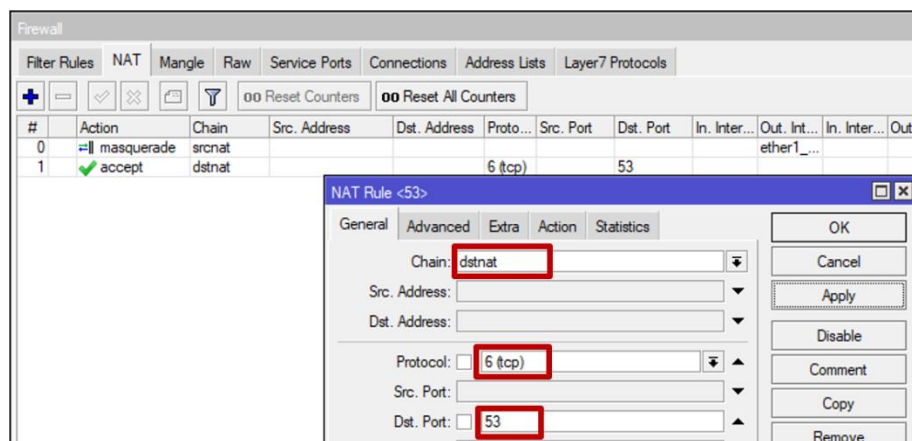 Firewall
Filter Rules NAT Mangle Raw Service Ports Connections Address Lists Layer7 Protocols
00 Reset Counters 00 Reset All Counters
# Action Chain Src. Address Dst. Address Proto... Src. Port Dst. Port In. Inter... Out. Int... In. Inter... Out
0 masquerade srcnat ether1_...
1 accept dstnat 6 (tcp) 53
NAT Rule <53>
General Advanced Extra Action Statistics OK
Chain: dstnat Cancel
Src. Address: Apply
Dst. Address:
Disable
Protocol: 6 (tcp) Comment
Src. Port:
Copy
Dst. Port: 53
Remove